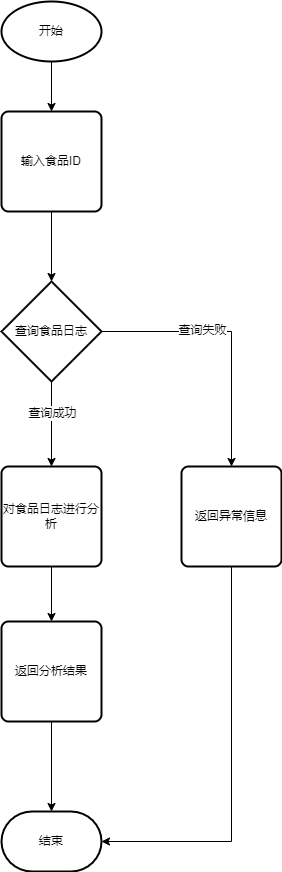 开始
输入食品ID
查询食品日志
查询失败
查询成功
对食品日志进行分
析
返回异常信息
返回分析结果
结束